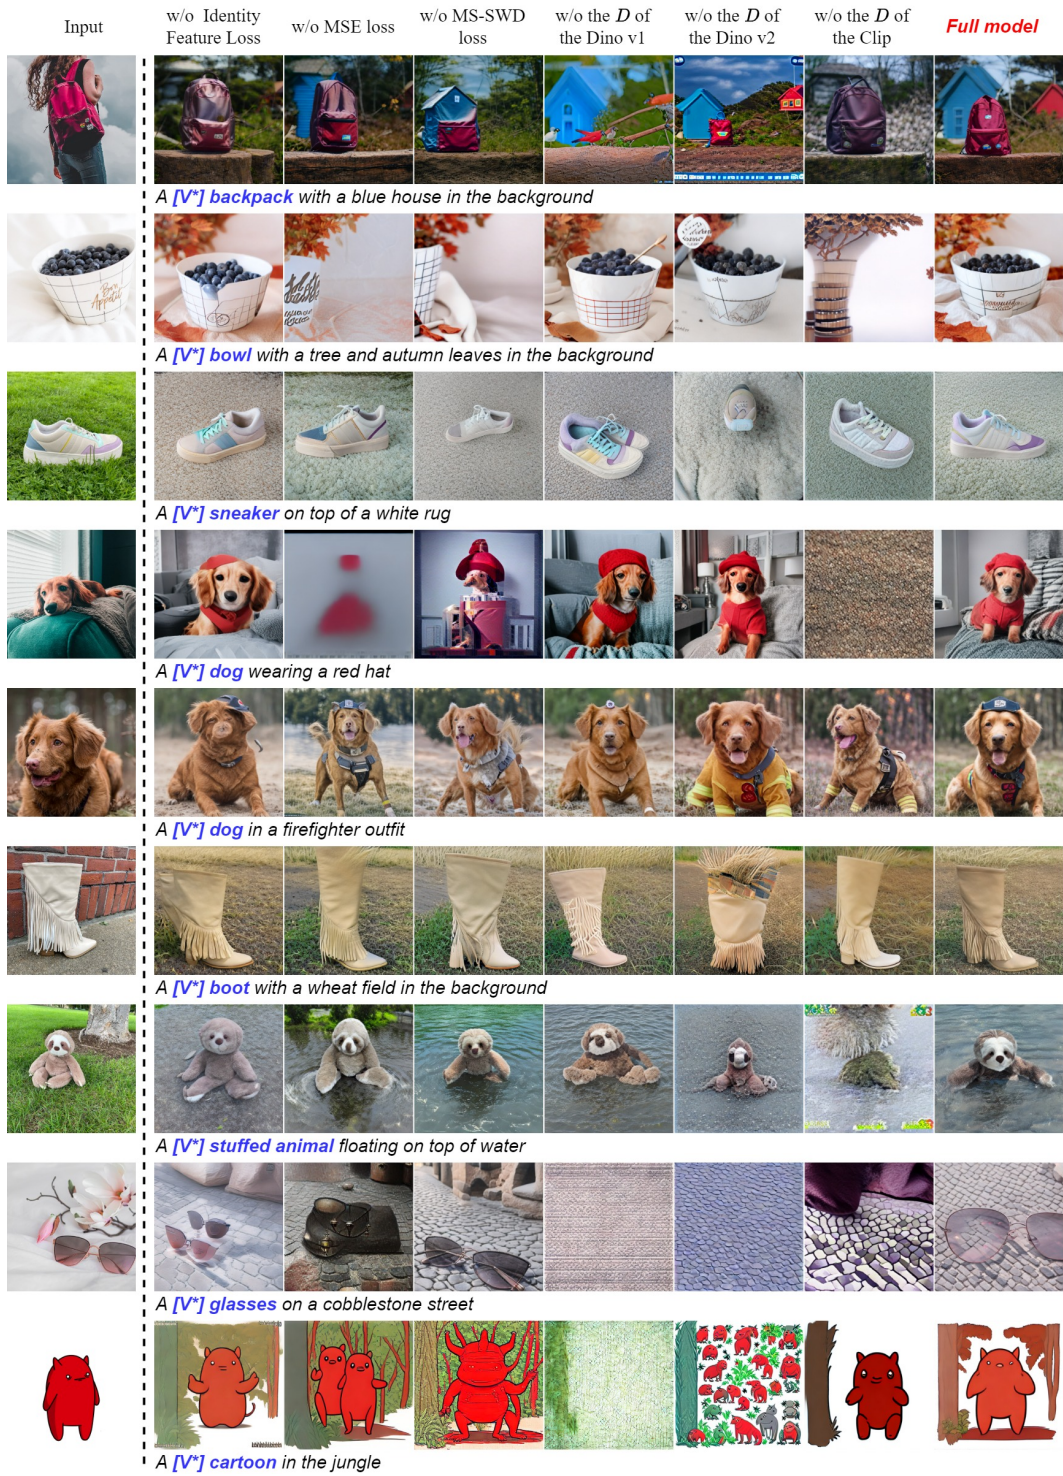 Input
w/o Identity
Feature Loss
w/o MSE loss
w/o MS-SWD
loss
w/o the D of
the Dino v1
w/o the D of
the Dino v2
w/o the D of
the Clip
Full model
A [V*] backpack with a blue house in the background
Bon
Appetit
A [V*] bowl with a tree and autumn leaves in the background
A [V*] sneaker on top of a white rug
A [V*] dog wearing a red hat
A [V*] dog in a firefighter outfit
A [V*] boot with a wheat field in the background
A [V*] stuffed animal floating on top of water
A [V*] glasses on a cobblestone street
A [V*] cartoon in the jungle